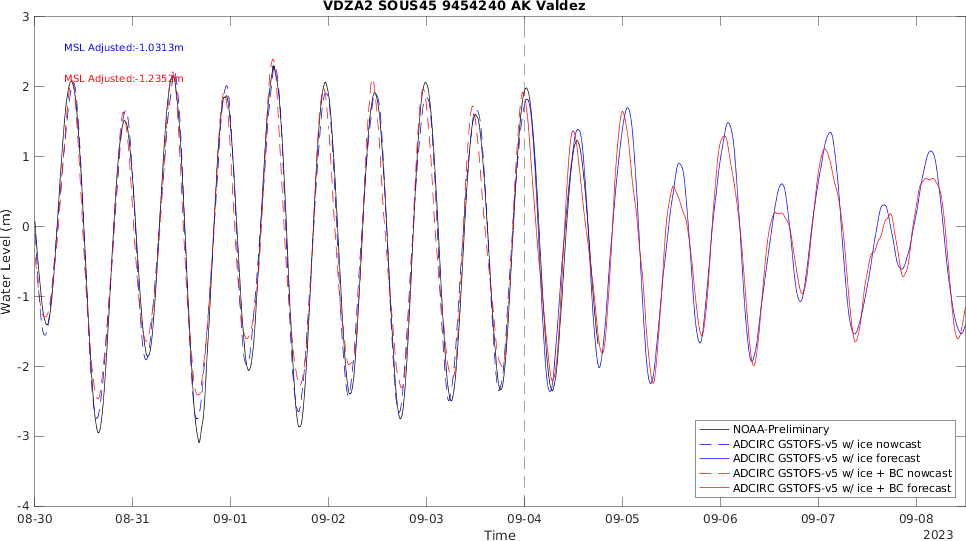 VDZA2 SOUS45 9454240 AK Valdez
MSL Adjusted:-1.0313m
MSL Adjusted:-1.2352m
Water Level (m)
3
2
1
0
-1
-2
-3
-4
08-30
08-31
09-01
09-02
09-03
09-04
09-05
09-06
09-07
09-08
Time
2023
NOAA-Preliminary
ADCIRC GSTOFS-v5 w/ ice nowcast
ADCIRC GSTOFS-v5 w/ ice forecast
ADCIRC GSTOFS-v5 w/ ice + BC nowcast
ADCIRC GSTOFS-v5 w/ ice + BC forecast